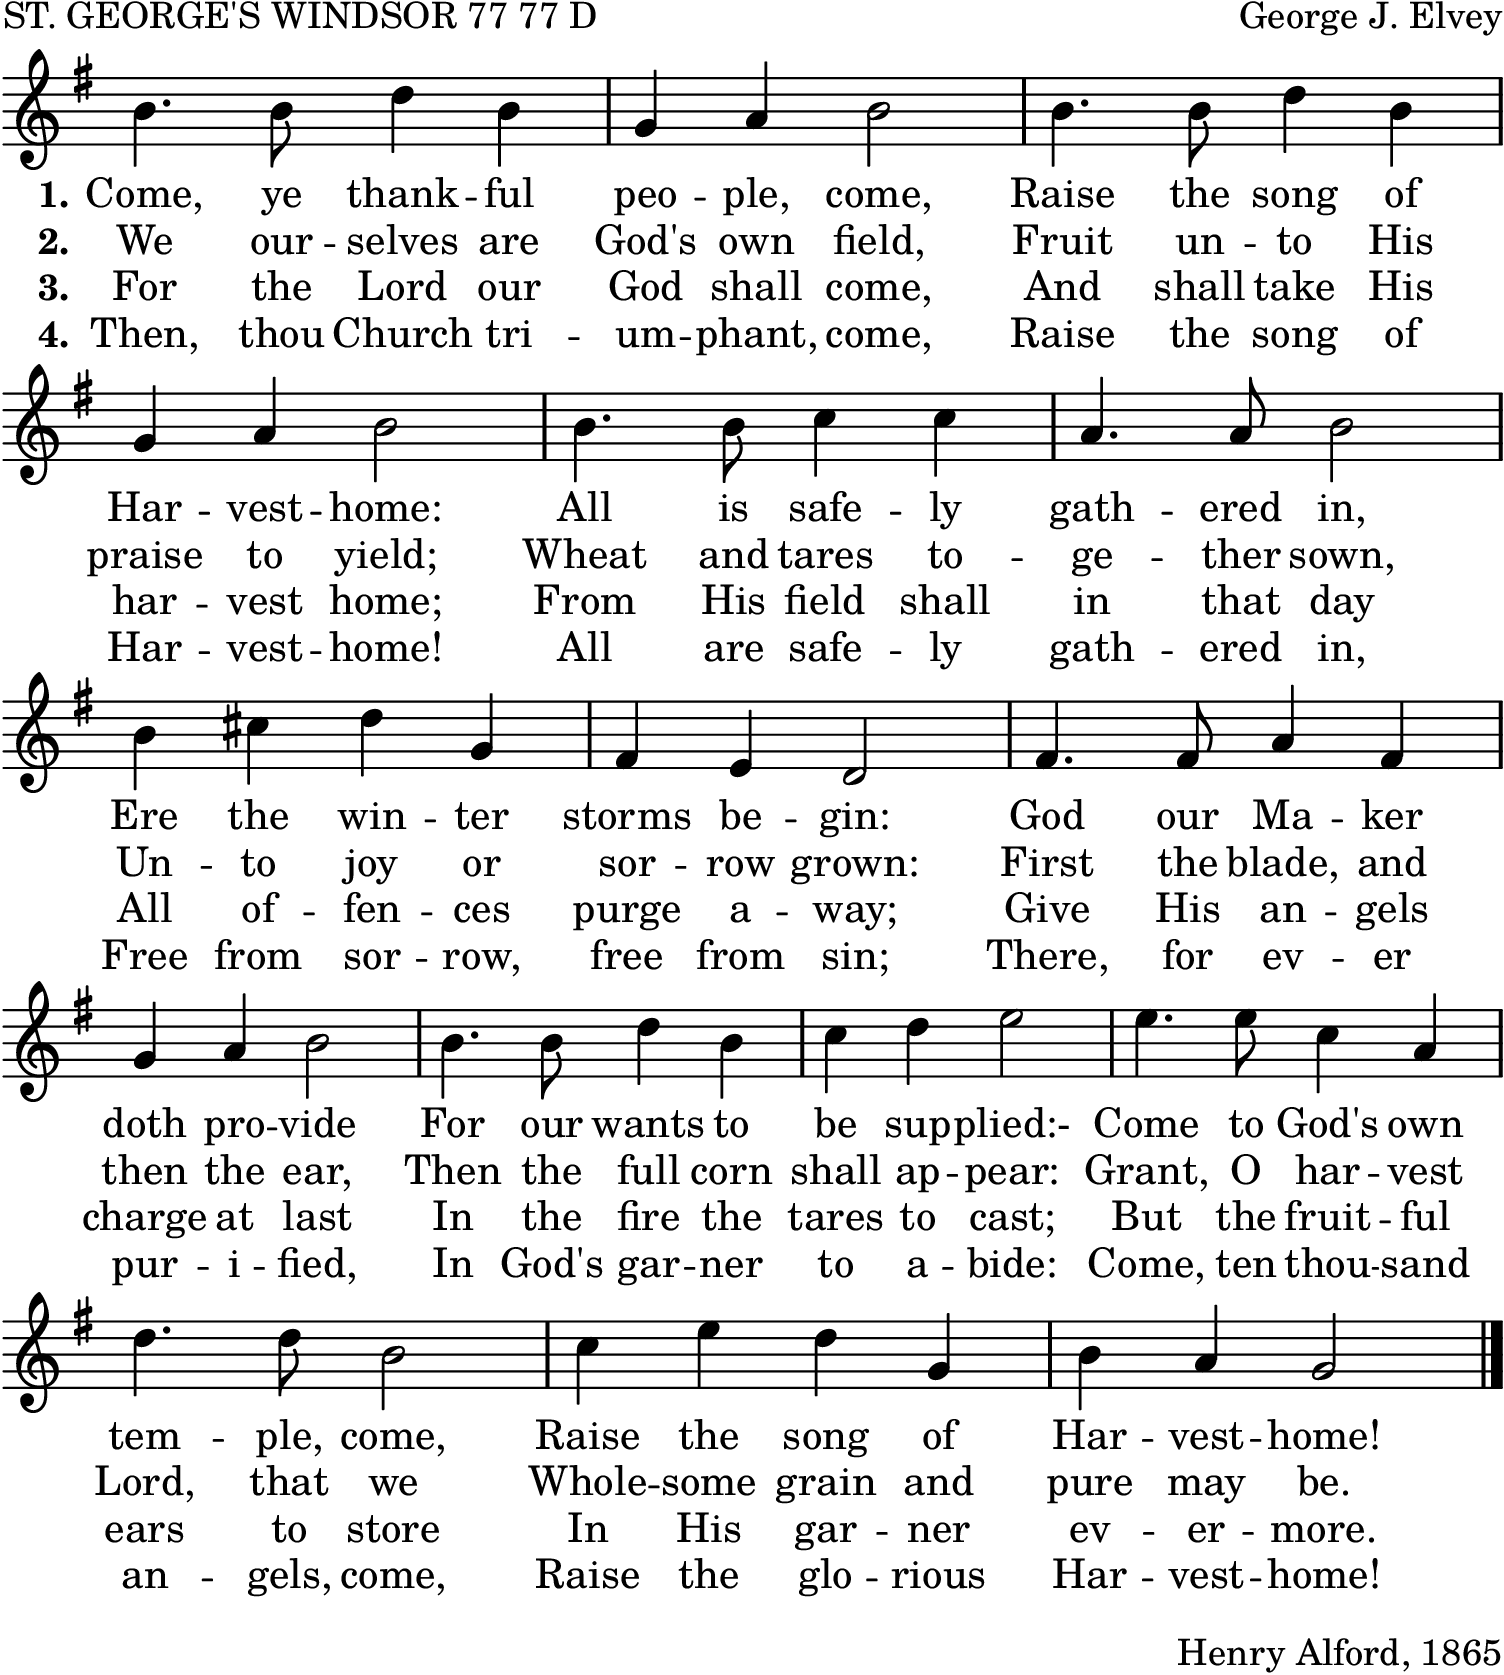 ST. GEORGE'S WINDSOR 77 77 D George J. Elvey
1. Come, ye thank -- ful peo -- ple, come, Raise the song of
2. We our -- selves are God's own field, Fruit un -- to His
3. For the Lord our God shall come, And shall take His
4. Then, thou Church tri -- um -- phant, come, Raise the song of
Har -- vest -- home: All is safe -- ly gath -- ered in,
praise to yield; Wheat and tares to -- ge -- ther sown,
har -- vest home; From His field shall in that day
Har -- vest -- home! All are safe -- ly gath -- ered in,
Ere the win -- ter storms be -- gin: God our Ma -- ker
Un -- to joy or sor -- row grown: First the blade, and
All of -- fen -- ces purge a -- way; Give His an -- gels
Free from sor -- row, free from sin; There, for ev -- er
doth pro -- vide For our wants to be supplied:- Come to God's own
then the ear, Then the full corn shall ap -- pear: Grant, O har -- vest
charge at last In the fire the tares to cast; But the fruit -- ful
pur -- i -- fied, In God's gar -- ner to a -- bide: Come, ten thou -- sand
tem -- ple, come, Raise the song of Har -- vest -- home!
Lord, that we Whole -- some grain and pure may be.
ears to store In His gar -- ner ev -- er -- more.
an -- gels, come, Raise the glo -- rious Har -- vest -- home!
Henry Alford, 1865